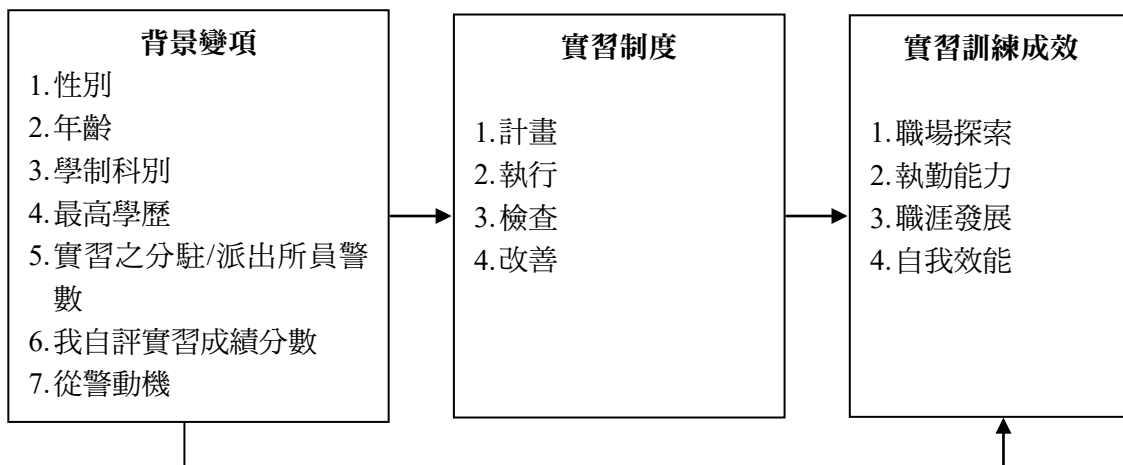 背景變項
1.性別
2.年齡
3.學制科別
4.最高學歷
5.實習之分駐/派出所員警
數
6.我自評實習成績分數
7.從警動機
實習制度
1.計畫
2.執行
3.檢查
4.改善
實習訓練成效
1.職場探索
2.執勤能力
3.職涯發展
4.自我效能